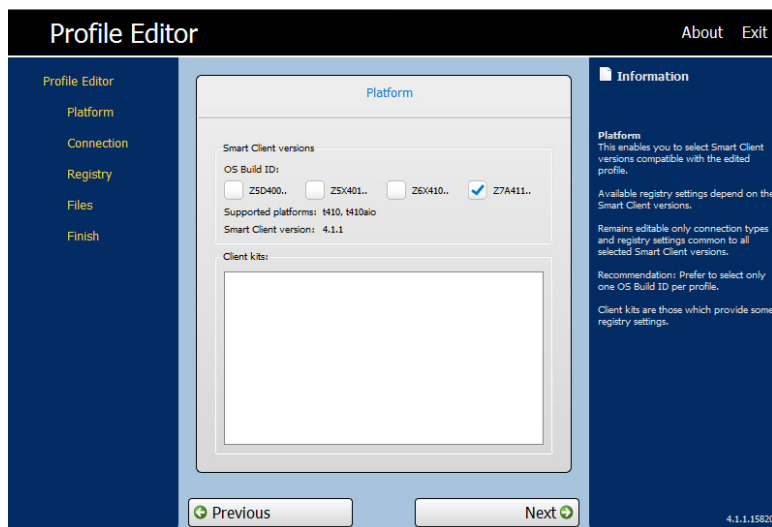 Profile Editor
About Exit
Profile Editor
Platform
Connection
Registry
Files
Finish
Platform
Smart Client versions
OS Build ID:
Z5D400.. Z5X401.. Z6X410.. Z7A411..
Supported platforms: t410, t410aio
Smart Client version: 4.1.1
Client kits:
Previous
Next
Information
Platform
This enables you to select Smart Client
versions compatible with the edited
profile.
Available registry settings depend on the
Smart Client versions.
Remains editable only connection types
and registry settings common to all
selected Smart Client versions.
Recommendation: Prefer to select only
one OS Build ID per profile.
Client kits are those which provide some
registry settings.
4.1.1.15820